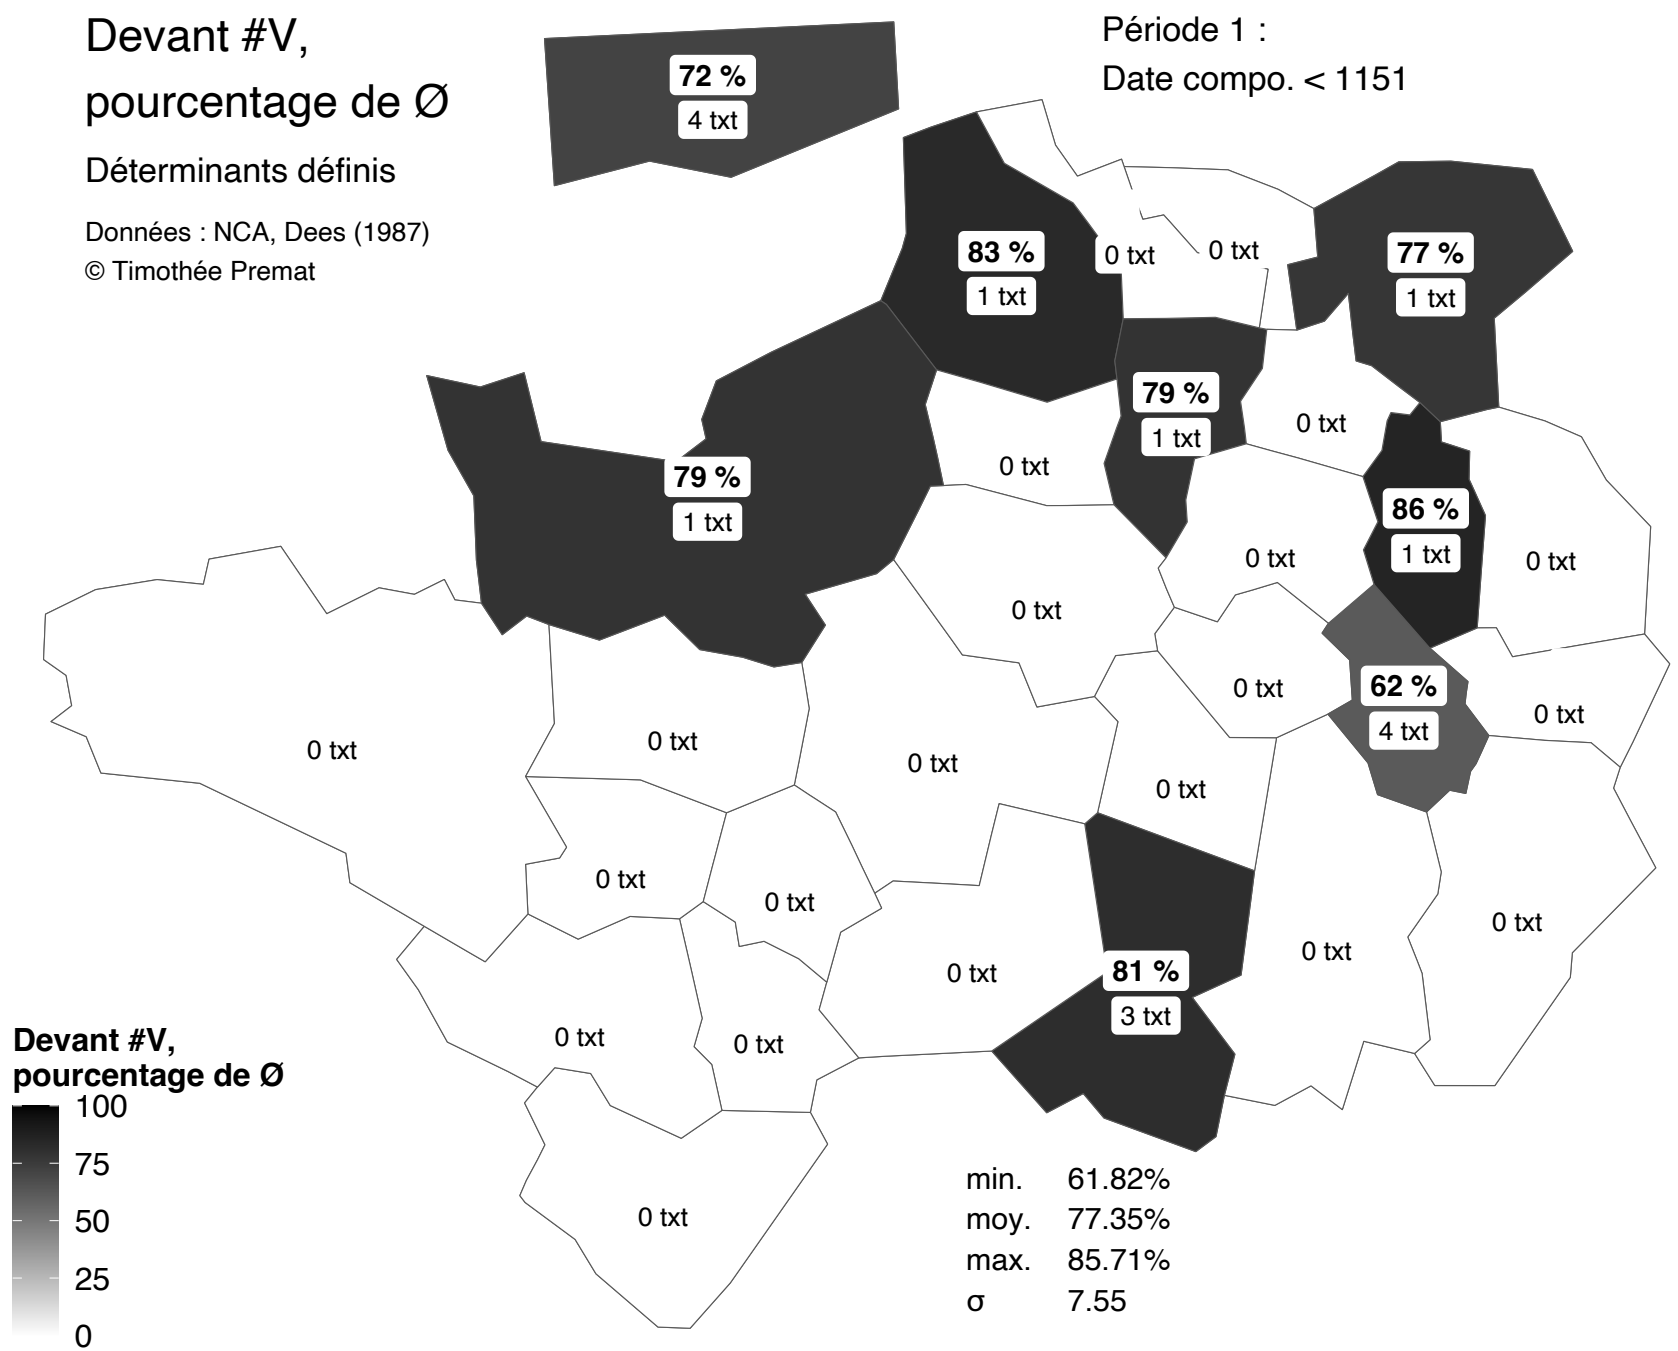 Devant #V,
pourcentage de Ø
Déterminants définis
Données : NCA, Dees (1987)
© Timothée Premat
Période 1 :
Date compo. < 1151
72 %
4 txt
83 %
1 txt
0 txt
0 txt
77 %
1 txt
79 %
1 txt
0 txt
79 %
1 txt
0 txt
86 %
1 txt
0 txt
0 txt
0 txt
62 %
4 txt
0 txt
0 txt
0 txt
0 txt
0 txt
0 txt
0 txt
0 txt
0 txt
0 txt
0 txt
81 %
3 txt
0 txt
0 txt
0 txt
0 txt
Devant #V,
pourcentage de Ø
100
75
50
25
0
min. 61.82%
moy. 77.35%
max. 85.71%
σ 7.55